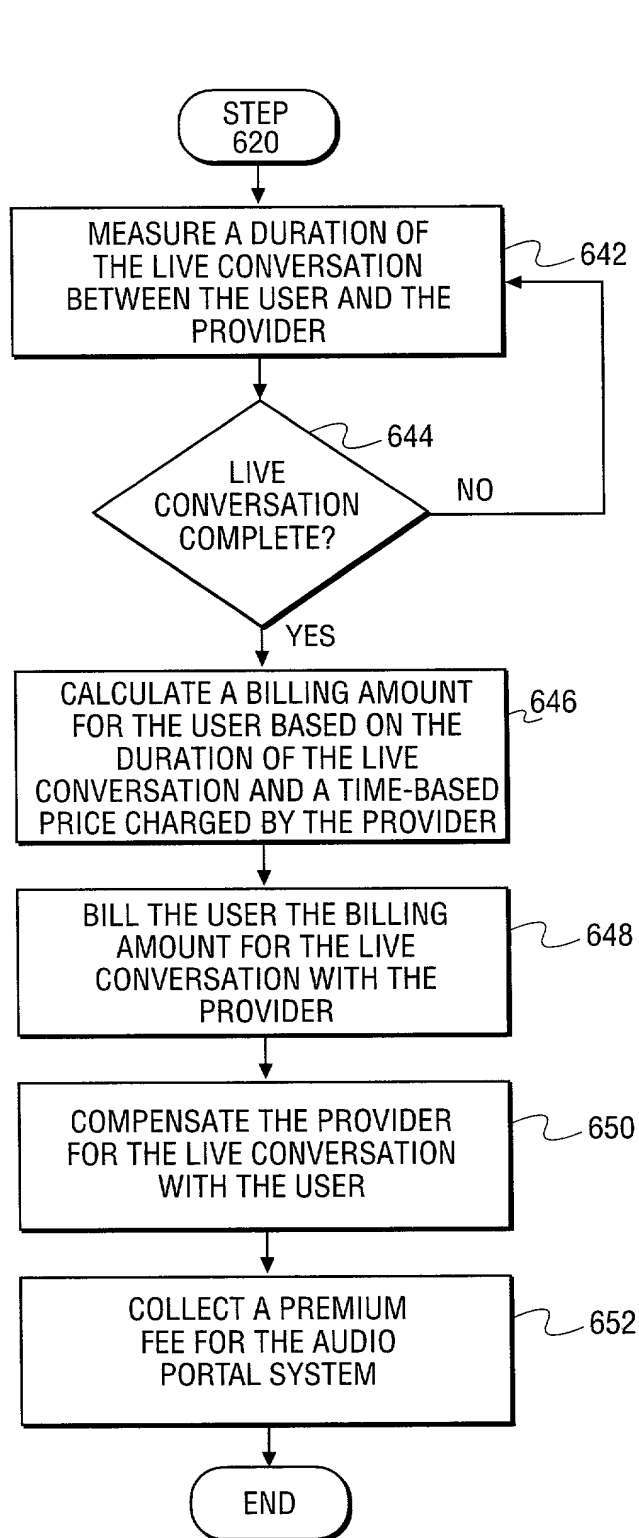 STEP
620
MEASURE A DURATION OF
THE LIVE CONVERSATION
BETWEEN THE USER AND THE
PROVIDER
642
LIVE
CONVERSATION
COMPLETE?
644
NO
YES
CALCULATE A BILLING AMOUNT
FOR THE USER BASED ON THE
DURATION OF THE LIVE
CONVERSATION AND A TIME-BASED
PRICE CHARGED BY THE PROVIDER
646
BILL THE USER THE BILLING
AMOUNT FOR THE LIVE
CONVERSATION WITH THE
PROVIDER
648
COMPENSATE THE PROVIDER
FOR THE LIVE CONVERSATION
WITH THE USER
650
COLLECT A PREMIUM
FEE FOR THE AUDIO
PORTAL SYSTEM
652
END